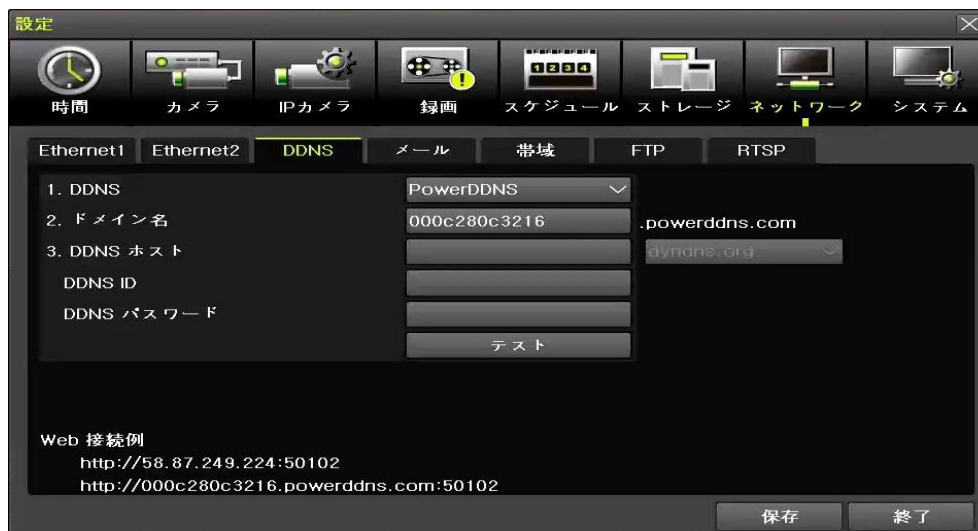 設定
時間 カメラ IPカメラ 録画 1234 スケジュール ストレージ ネットワーク システム
Ethernet1 Ethernet2 DDNS メール 帯域 FTP RTSP
1. DDNS PowerDDNS
2. ドメイン名 000c280c3216 .powerddns.com
3. DDNS ホスト dyndns.org
DDNS ID
DDNS パスワード
テスト
Web 接続例
http://58.87.249.224:50102
http://000c280c3216.powerddns.com:50102
保存 終了